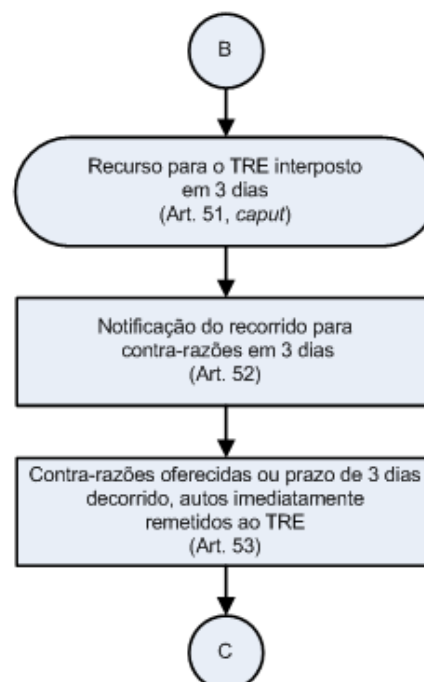 B
Recurso para o TRE interposto
em 3 dias
(Art. 51, caput)
Notificação do recorrido para
contra-razões em 3 dias
(Art. 52)
Contra-razões oferecidas ou prazo de 3 dias
decorrido, autos imediatamente
remetidos ao TRE
(Art. 53)
C